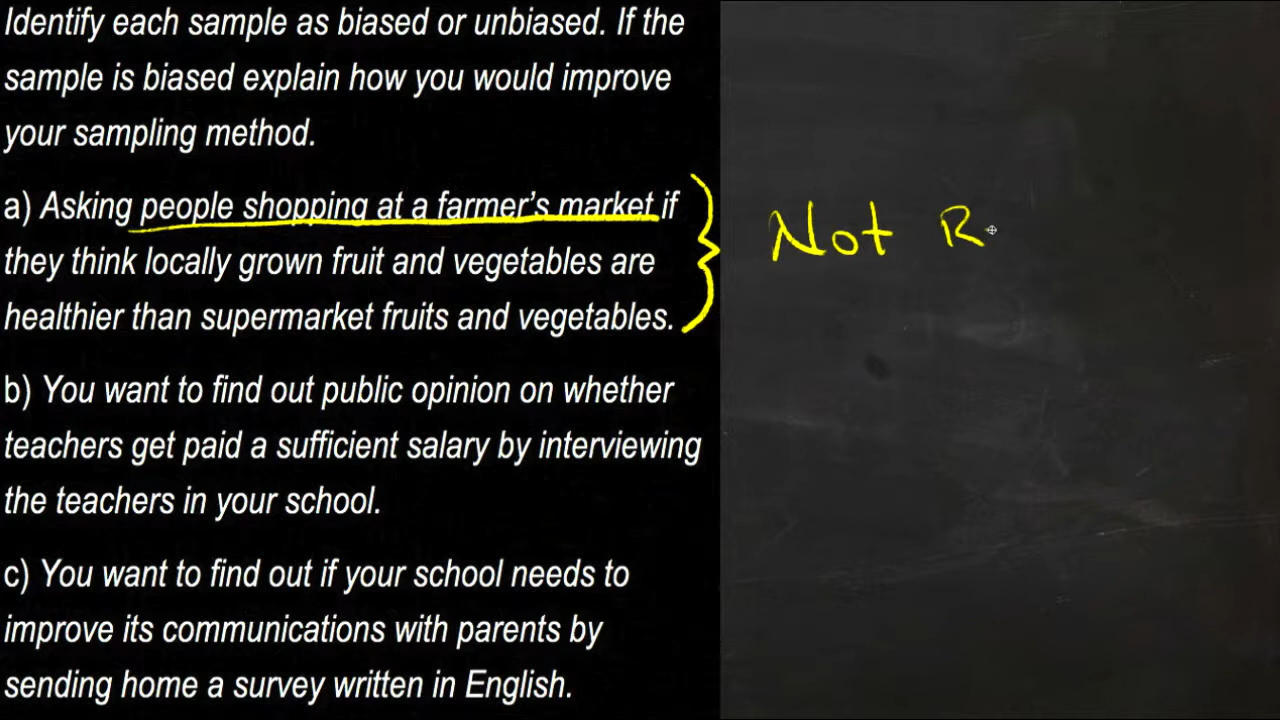 Identify each sample as biased or unbiased. If the
sample is biased explain how you would improve
your sampling method.
a) Asking people shopping at a farmer's market if
they think locally grown fruit and vegetables are
healthier than supermarket fruits and vegetables.
Not R
b) You want to find out public opinion on whether
teachers get paid a sufficient salary by interviewing
the teachers in your school.
c) You want to find out if your school needs to
improve its communications with parents by
sending home a survey written in English.